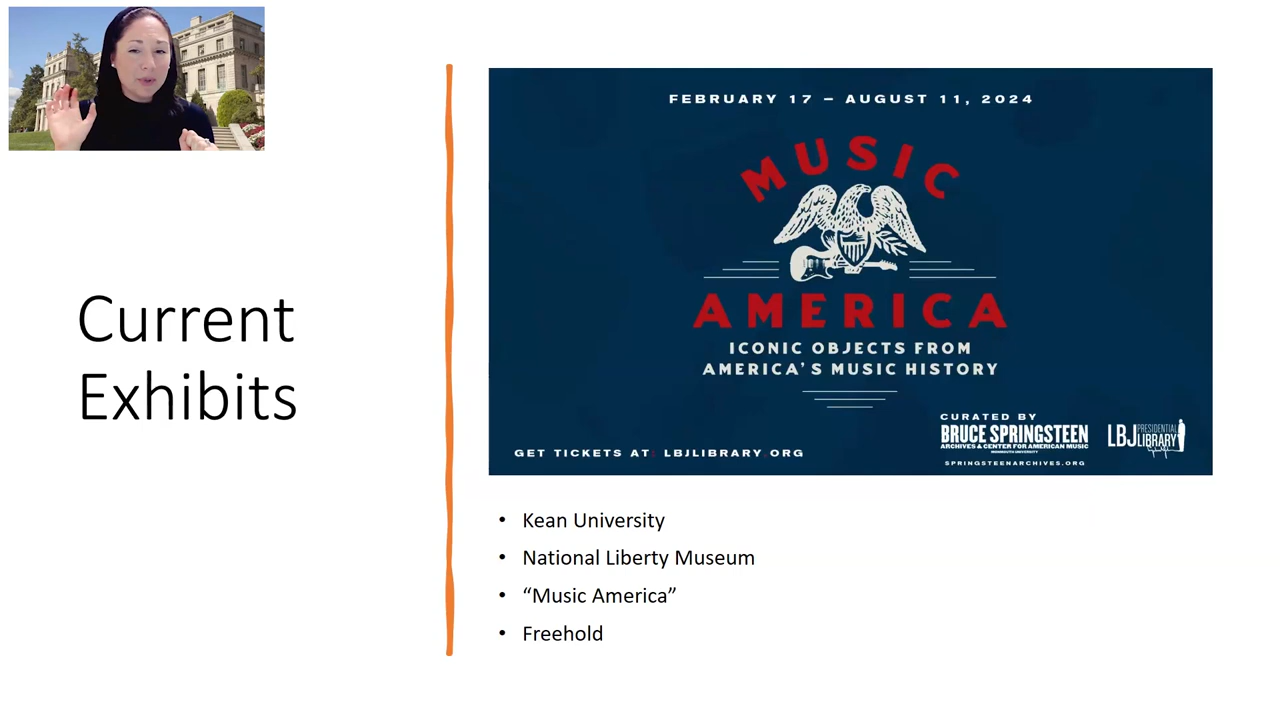 Current
Exhibits
FEBRUARY 17 – AUGUST 11, 2024
MUSIC
AMERICA
ICONIC OBJECTS FROM
AMERICA'S MUSIC HISTORY
GET TICKETS AT: LBJLIBRARY.ORG
CURATED BY
BRUCE SPRINGSTEEN
ARCHIVES & CENTER FOR AMERICAN MUSIC
MONMOUTH UNIVERSITY
SPRINGSTEENARCHIVES.ORG
LBJ PRESIDENTIAL
LIBRARY
• Kean University
• National Liberty Museum
• “Music America”
• Freehold